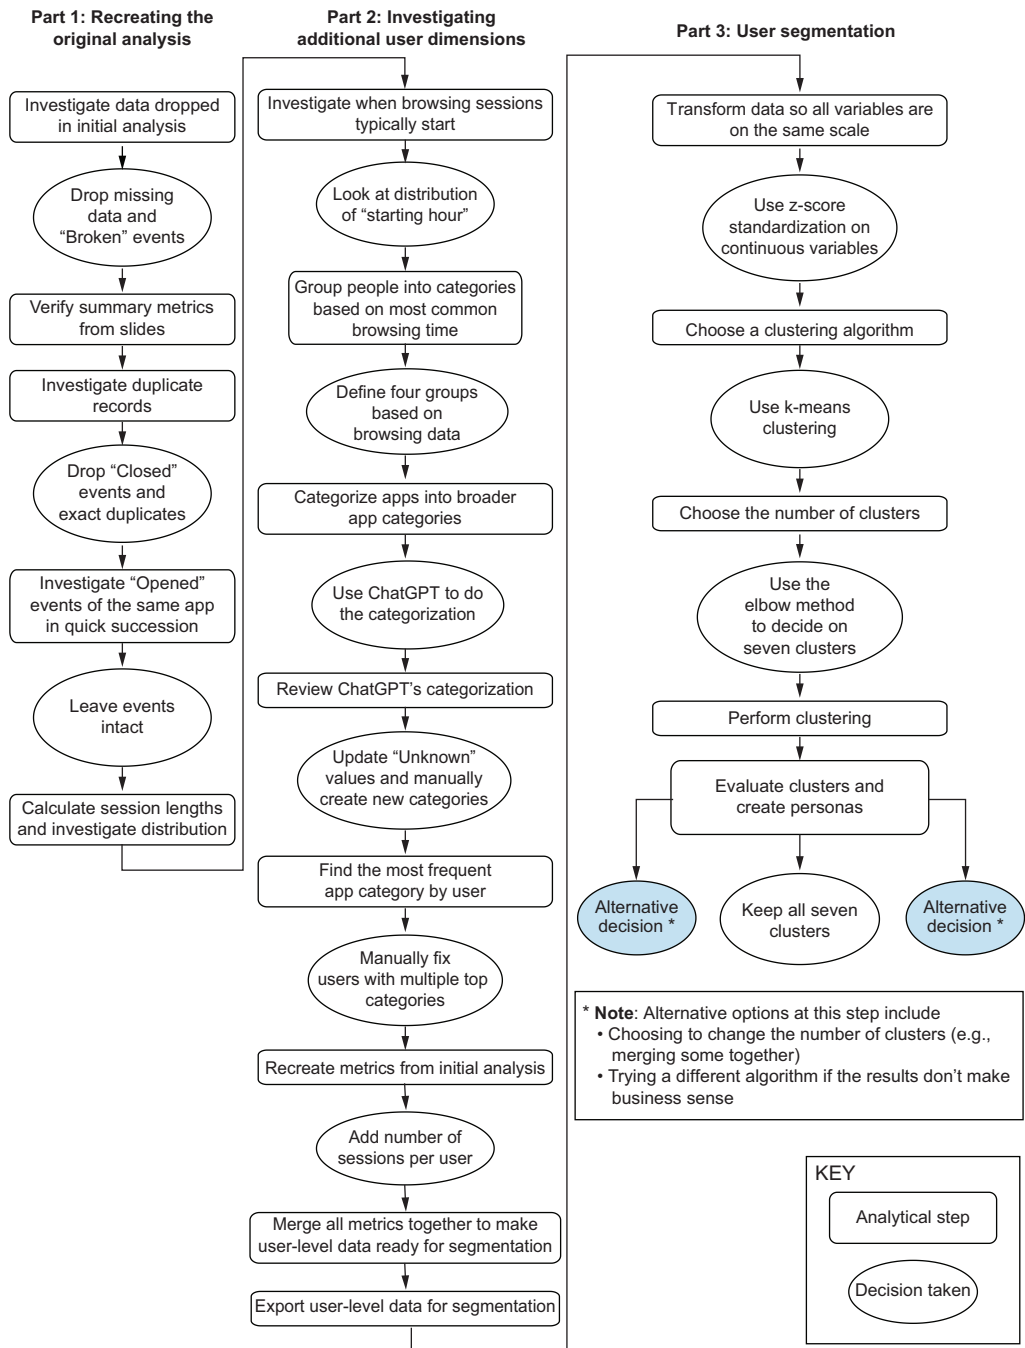 Part 1: Recreating the
original analysis
Investigate data dropped
in initial analysis
Drop missing
data and
“Broken” events
Verify summary metrics
from slides
Investigate duplicate
records
Drop “Closed”
events and
exact duplicates
Investigate “Opened”
events of the same app
in quick succession
Leave events
intact
Calculate session lengths
and investigate distribution
Part 2: Investigating
additional user dimensions
Investigate when browsing sessions
typically start
Look at distribution
of “starting hour”
Group people into categories
based on most common
browsing time
Define four groups
based on
browsing data
Categorize apps into broader
app categories
Use ChatGPT to do
the categorization
Review ChatGPT’s categorization
Update “Unknown”
values and manually
create new categories
Find the most frequent
app category by user
Manually fix
users with multiple top
categories
Recreate metrics from initial analysis
Add number of
sessions per user
Merge all metrics together to make
user-level data ready for segmentation
Export user-level data for segmentation
Part 3: User segmentation
Transform data so all variables are
on the same scale
Use z-score
standardization on
continuous variables
Choose a clustering algorithm
Use k-means
clustering
Choose the number of clusters
Use the
elbow method
to decide on
seven clusters
Perform clustering
Evaluate clusters and
create personas
Alternative
decision *
Keep all seven
clusters
Alternative
decision *
* Note: Alternative options at this step include
• Choosing to change the number of clusters (e.g.,
merging some together)
• Trying a different algorithm if the results don’t make
business sense
KEY
Analytical step
Decision taken